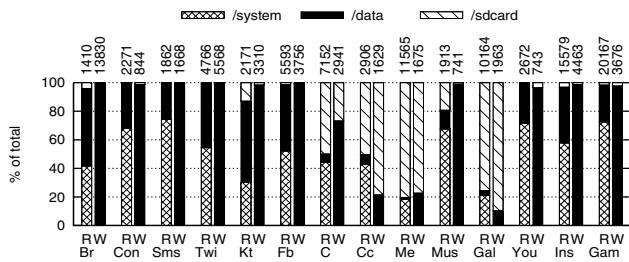 /system /data /sdcard
1410 13830 2271 844 1862 1668 4766 5568 2171 3310 5593 3756 7152 2941 2906 1629 11565 1675 1913 741 10164 1963 2672 743 15579 4463 20167 3676
% of total
100
80
60
40
20
0
R W R W R W R W R W R W R W R W R W R W R W R W R W R W
Br Con Sms Twi Kt Fb C Cc Me Mus Gal You Ins Gam